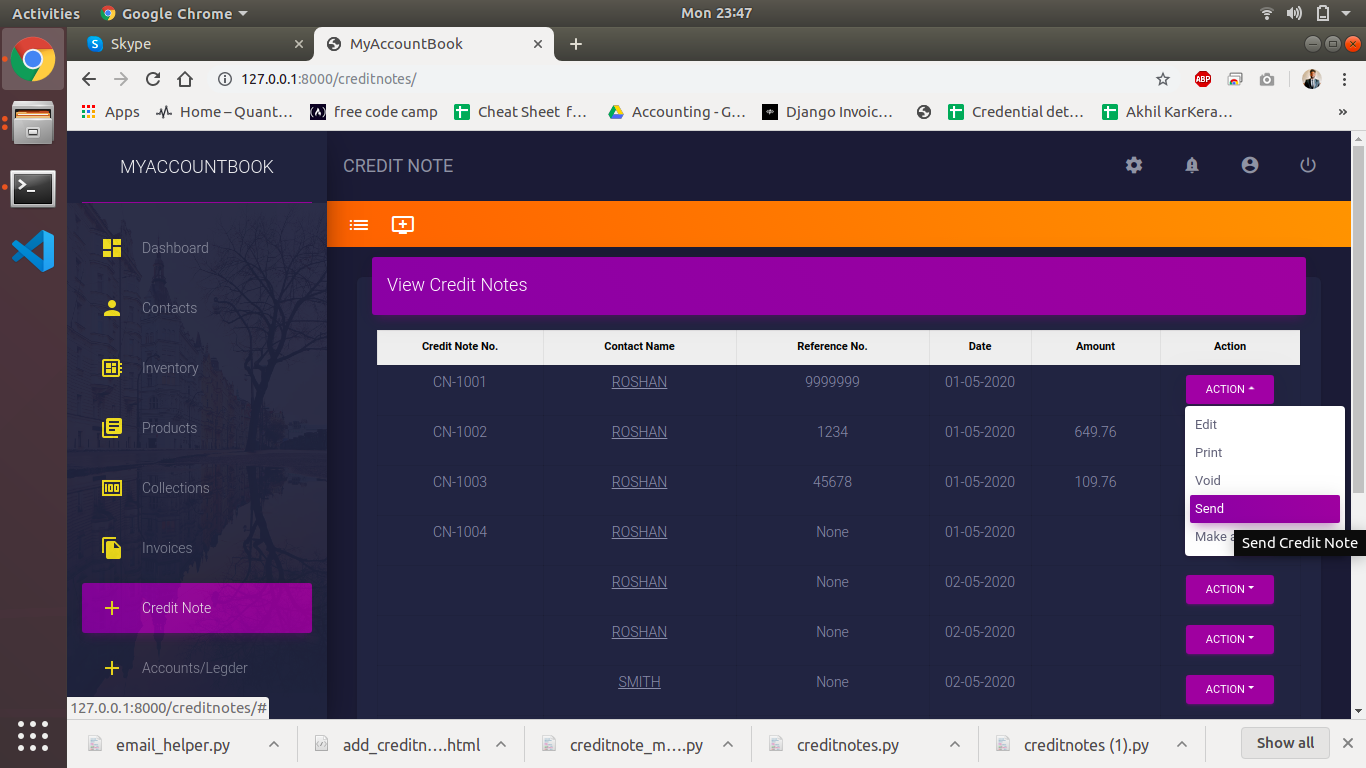 Activities Google Chrome Mon 23:47
Skype MyAccountBook
127.0.0.1:8000/creditnotes/ ABP
Apps Home – Quant... free code camp Cheat Sheet f... Accounting - G... Django Invoic... Credential det... Akhil KarKera... »
MYACCOUNTBOOK CREDIT NOTE
Dashboard
Contacts
Inventory
Products
Collections
Invoices
Credit Note
Accounts/Legder
View Credit Notes
Credit Note No. Contact Name Reference No. Date Amount Action
CN-1001 ROSHAN 9999999 01-05-2020 ACTION
CN-1002 ROSHAN 1234 01-05-2020 649.76
CN-1003 ROSHAN 45678 01-05-2020 109.76
CN-1004 ROSHAN None 01-05-2020
ROSHAN None 02-05-2020 ACTION
ROSHAN None 02-05-2020 ACTION
SMITH None 02-05-2020 ACTION
Edit
Print
Void
Send
Make a
Send Credit Note
127.0.0.1:8000/creditnotes/#
email_helper.py add_creditn....html creditnote_m....py creditnotes.py creditnotes (1).py Show all